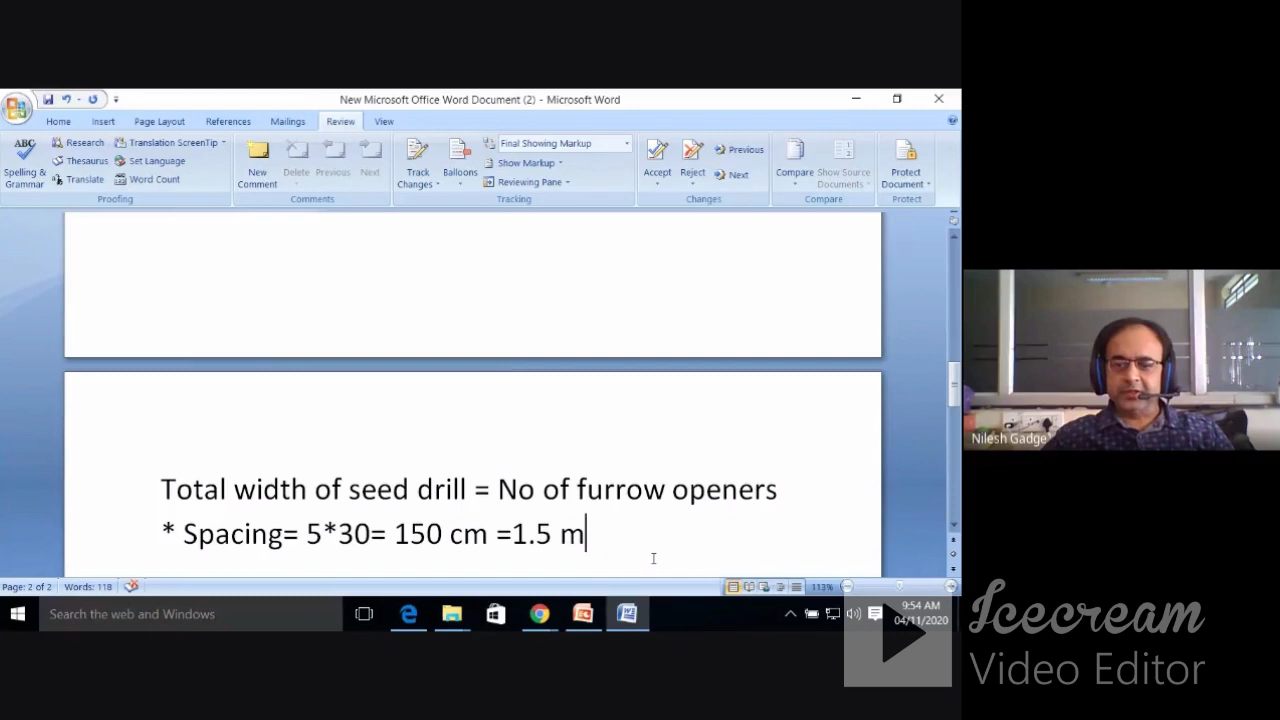 New Microsoft Office Word Document (2) - Microsoft Word
Home Insert Page Layout References Mailings Review View
ABC
Spelling & Grammar
Research
Thesaurus
Translate
Translation ScreenTip
Set Language
Word Count
Proofing
New Comment
Delete
Previous
Next
Comments
Track Changes
Balloons
Final Showing Markup
Show Markup
Reviewing Pane
Tracking
Accept
Reject
Previous
Next
Changes
Compare
Show Source Documents
Compare
Protect Document
Protect
Total width of seed drill = No of furrow openers
* Spacing= 5*30= 150 cm =1.5 m
Nilesh Gadge
Page: 2 of 2 Words: 118
113%
Search the web and Windows
9:54 AM
04/11/2020
Icecream
Video Editor